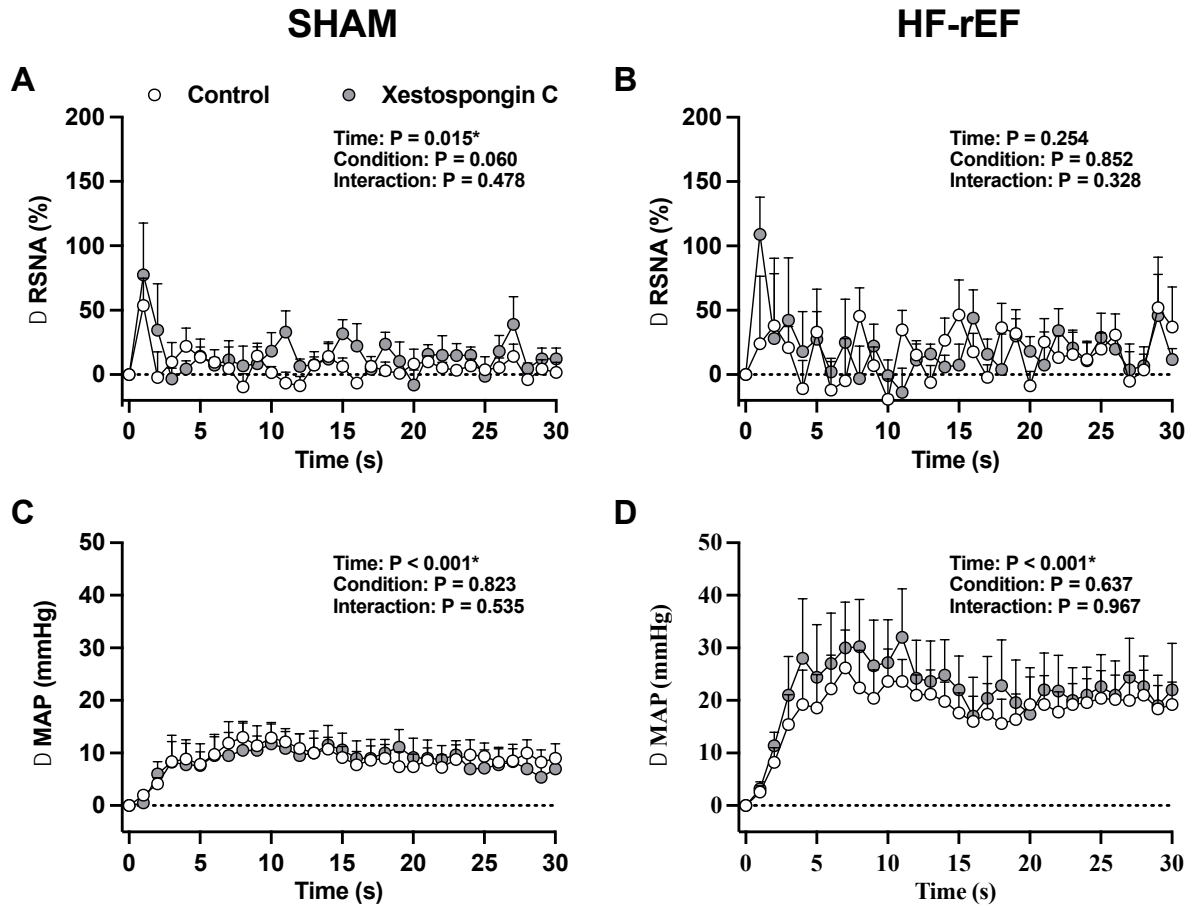 SHAM
HF-rEF
A
Control
Xestospongin C
200
150
100
50
0
D RSNA (%)
Time: P = 0.015*
Condition: P = 0.060
Interaction: P = 0.478
0 5 10 15 20 25 30
Time (s)
B
200
150
100
50
0
D RSNA (%)
Time: P = 0.254
Condition: P = 0.852
Interaction: P = 0.328
0 5 10 15 20 25 30
Time (s)
C
50
40
30
20
10
0
D MAP (mmHg)
Time: P < 0.001*
Condition: P = 0.823
Interaction: P = 0.535
0 5 10 15 20 25 30
Time (s)
D
50
40
30
20
10
0
D MAP (mmHg)
Time: P < 0.001*
Condition: P = 0.637
Interaction: P = 0.967
0 5 10 15 20 25 30
Time (s)